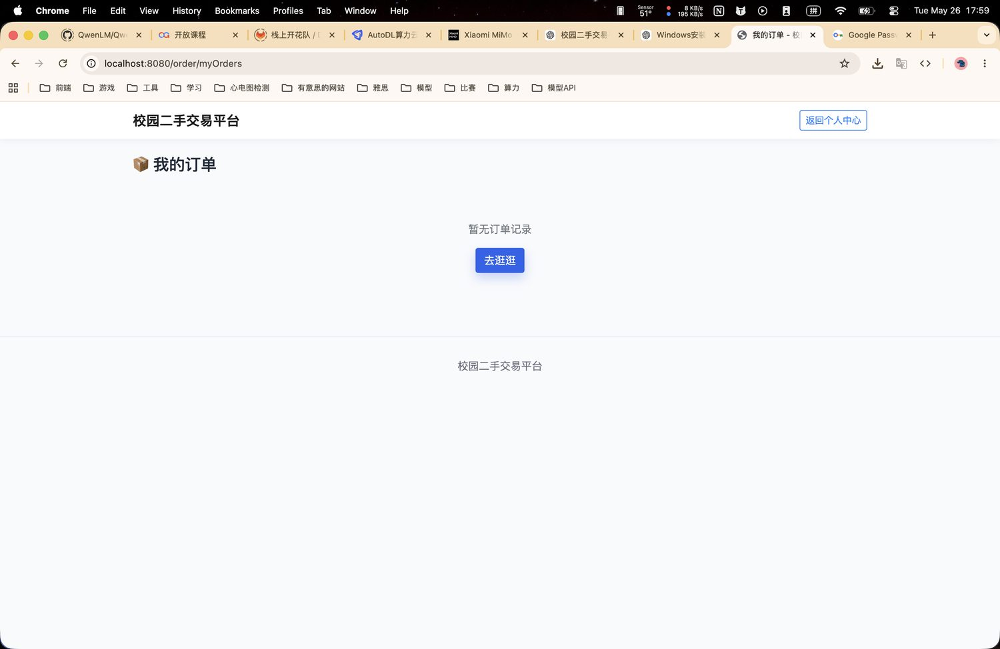 Chrome File Edit View History Bookmarks Profiles Tab Window Help Sensor 51° 8 KB/s 195 KB/s 拼 Tue May 26 17:59
QwenLM/Qw 开放课程 栈上开花队 / AutoDL算力云 Xiaomi MiMo 校园二手交易 Windows安装 我的订单 - 校 Google Pass
localhost:8080/order/myOrders
前端 游戏 工具 学习 心电图检测 有意思的网站 雅思 模型 比赛 算力 模型API
校园二手交易平台 返回个人中心
我的订单
暂无订单记录
去逛逛
校园二手交易平台